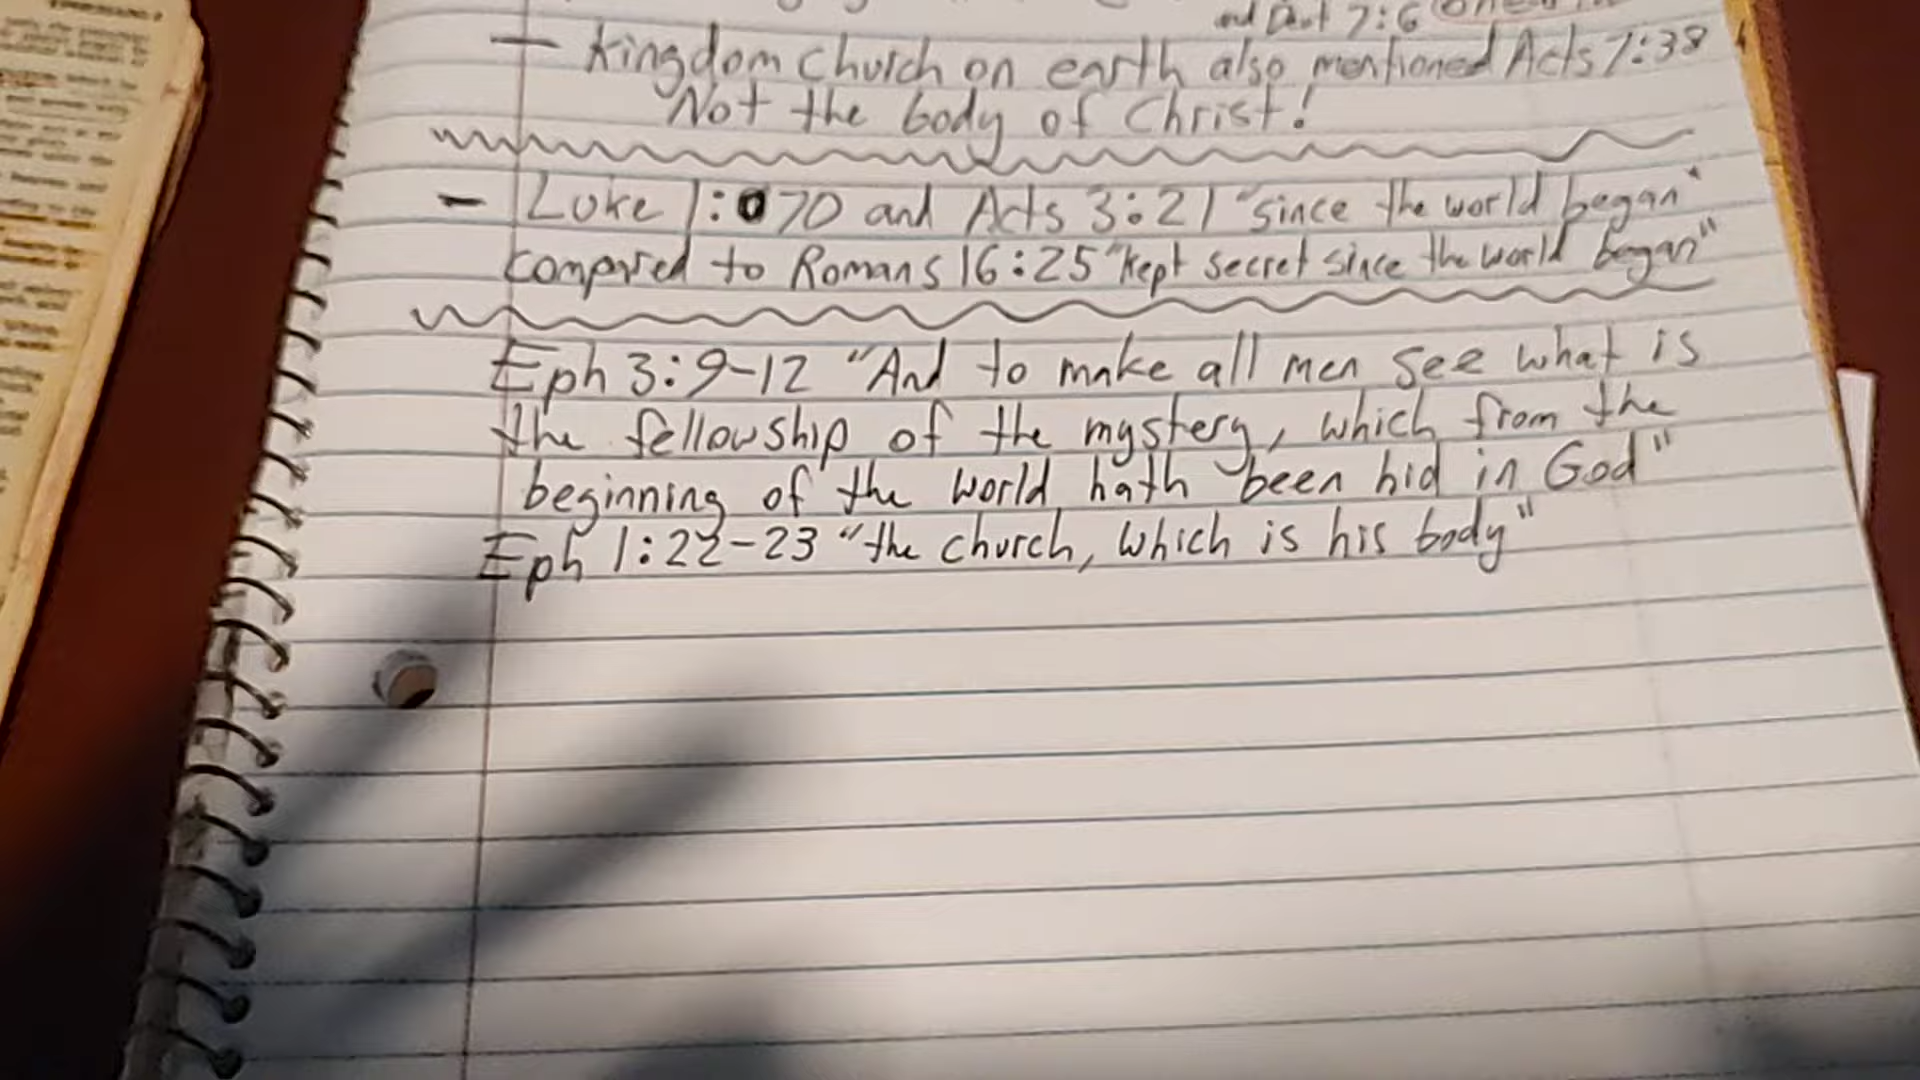 and Deut 7:6
— Kingdom church on earth also mentioned Acts 7:38
Not the body of Christ!
- Luke 1:70 and Acts 3:21 "since the world began"
compared to Romans 16:25 "kept secret since the world began"
Eph 3:9-12 "And to make all men see what is
the fellowship of the mystery, which from the
beginning of the world hath been hid in God"
Eph 1:22-23 "the church, which is his body"